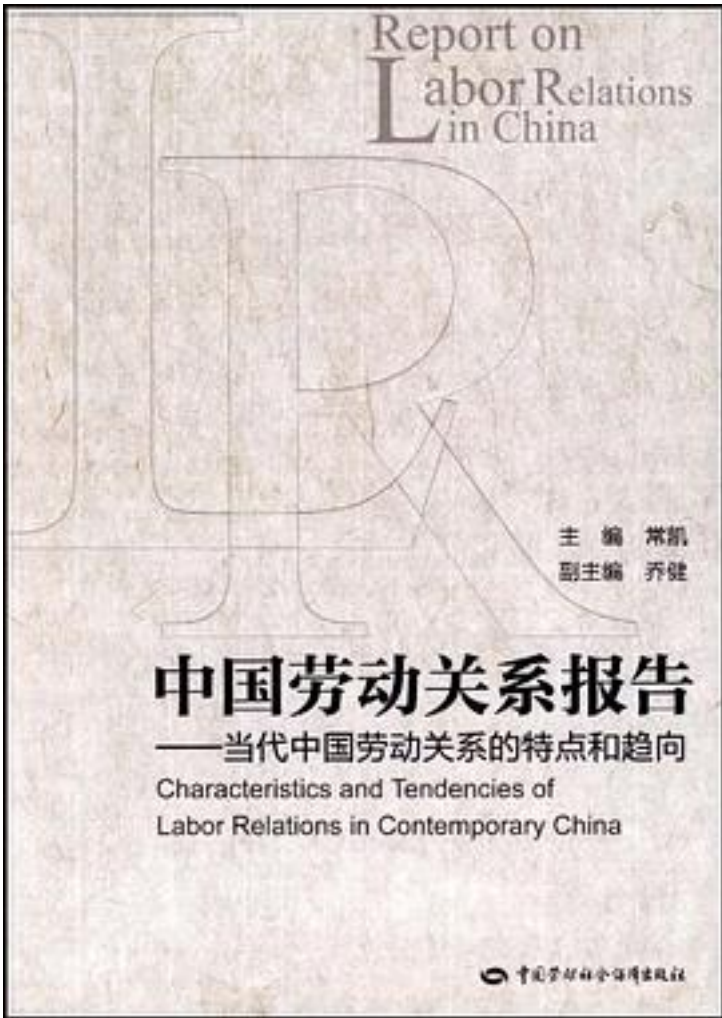 Report on
Labor Relations
in China
主 编 常凯
副主编 乔健
中国劳动关系报告
——当代中国劳动关系的特点和趋向
Characteristics and Tendencies of
Labor Relations in Contemporary China
中国劳动社会保障出版社